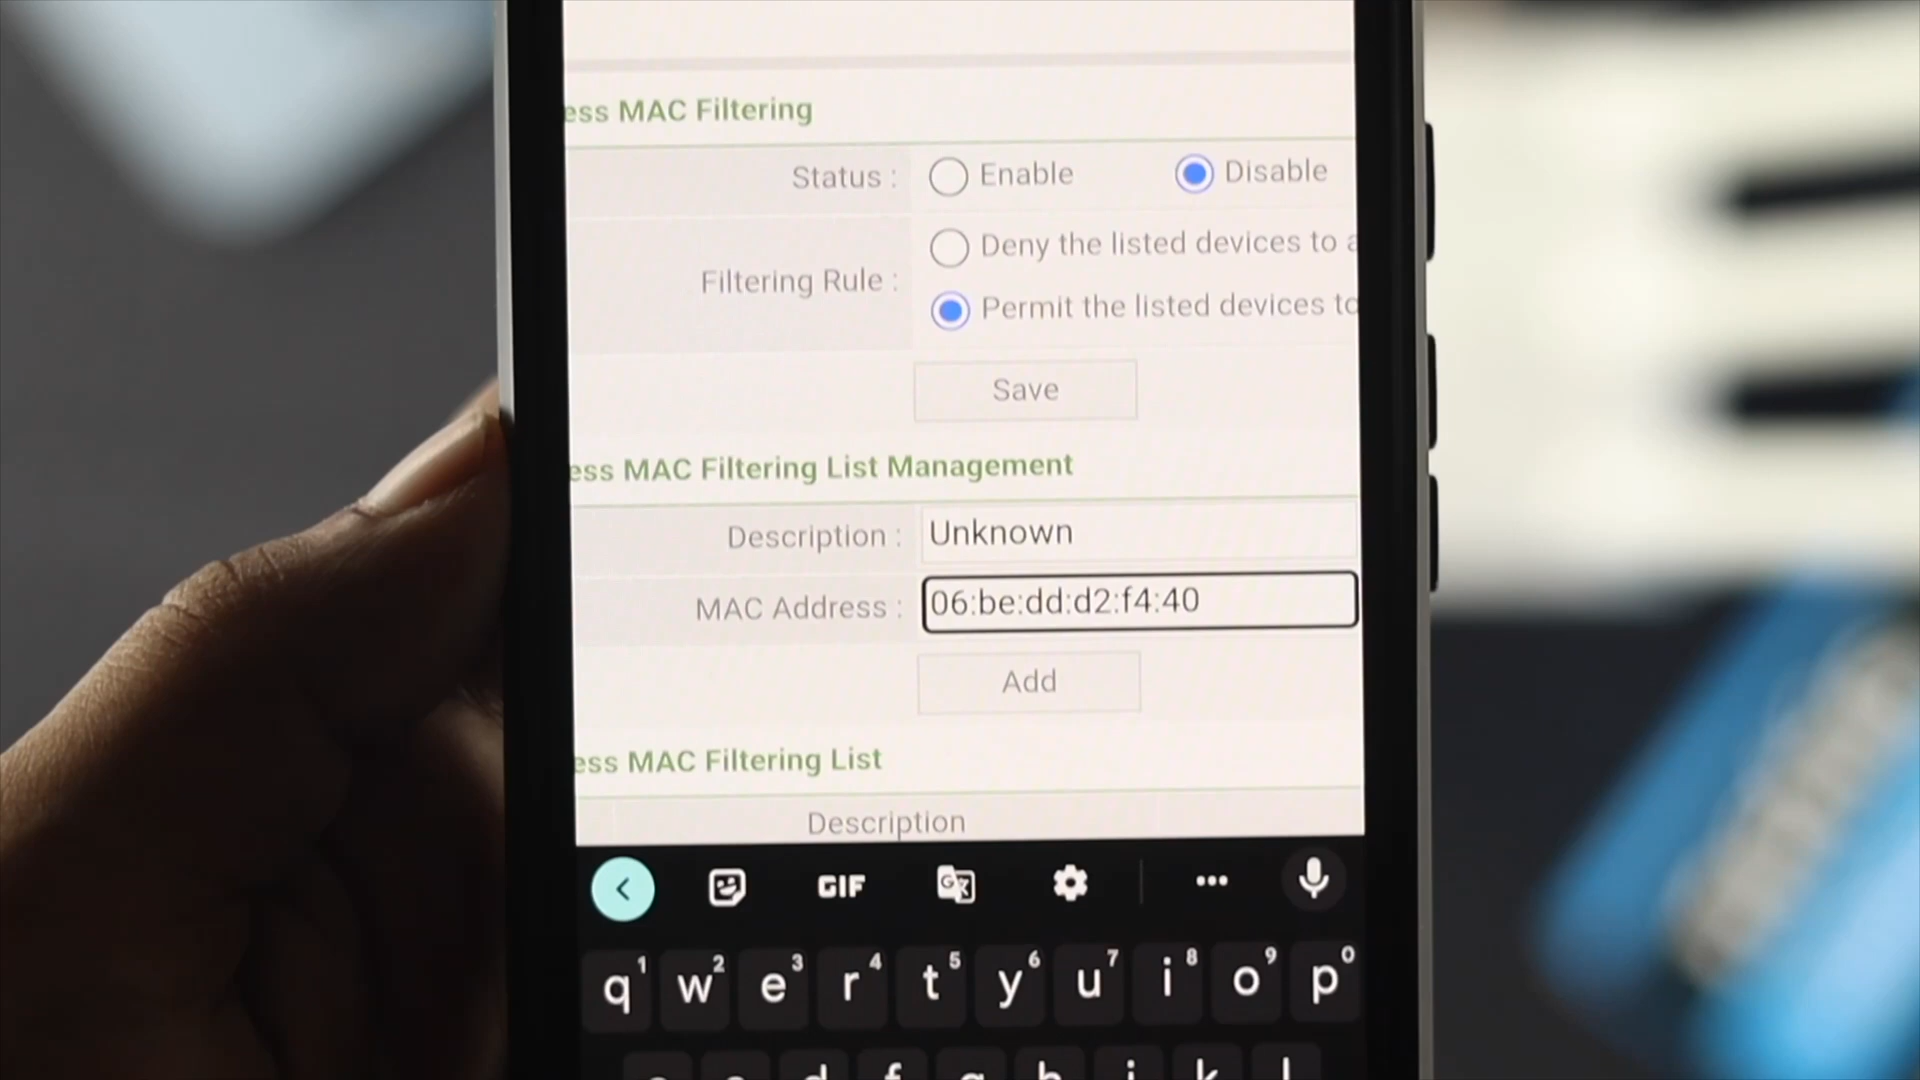 ess MAC Filtering
Status : Enable Disable
Filtering Rule : Deny the listed devices to a
Permit the listed devices to
Save
ess MAC Filtering List Management
Description : Unknown
MAC Address : 06:be:dd:d2:f4:40
Add
ess MAC Filtering List
Description
GIF
q1 w2 e3 r4 t5 y6 u7 i8 o9 p0
d f g h j k l